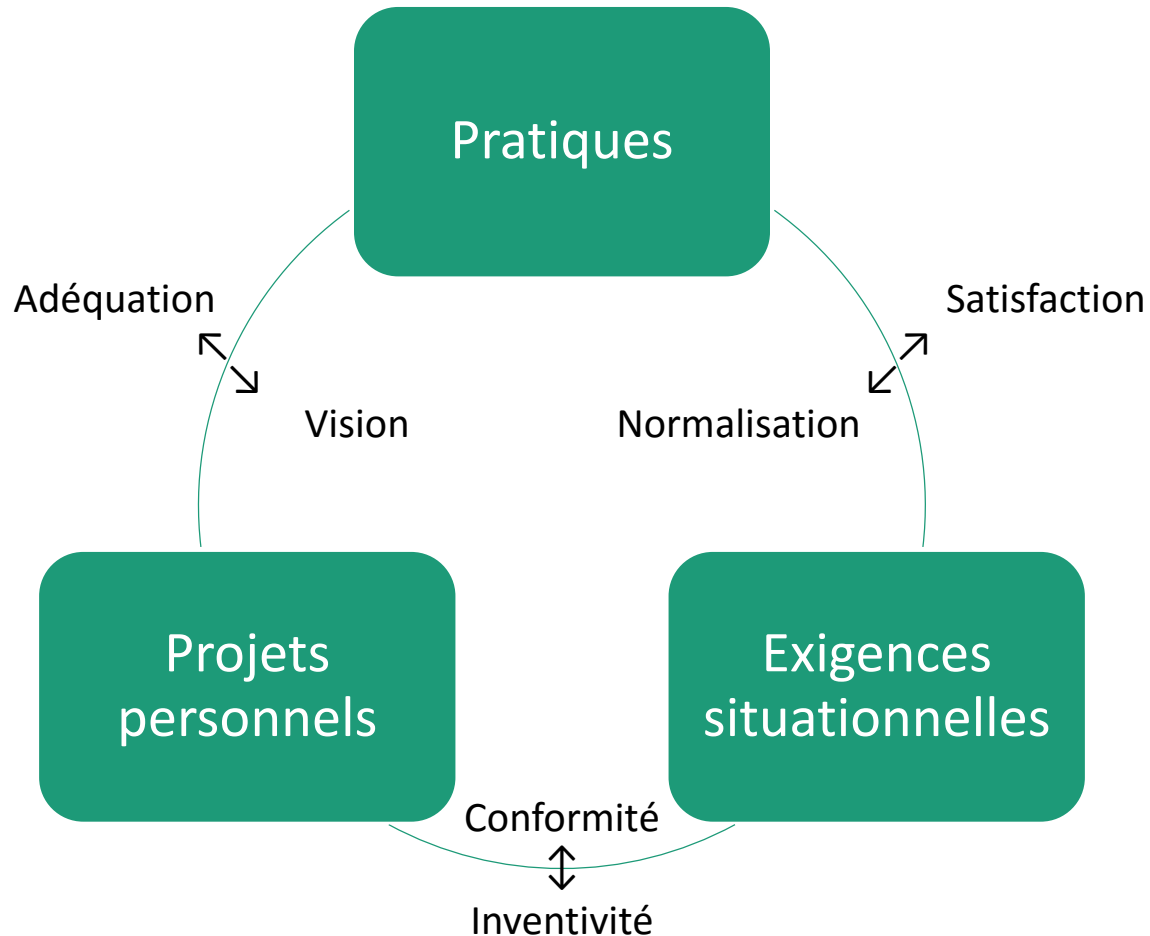 Pratiques
Adéquation
Satisfaction
Vision
Normalisation
Projets
personnels
Exigences
situationnelles
Conformité
Inventivité